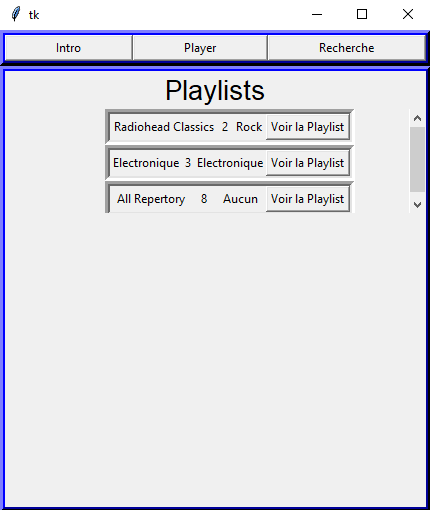 tk
Intro Player Recherche
Playlists
Radiohead Classics 2 Rock Voir la Playlist
Electronique 3 Electronique Voir la Playlist
All Repertory 8 Aucun Voir la Playlist